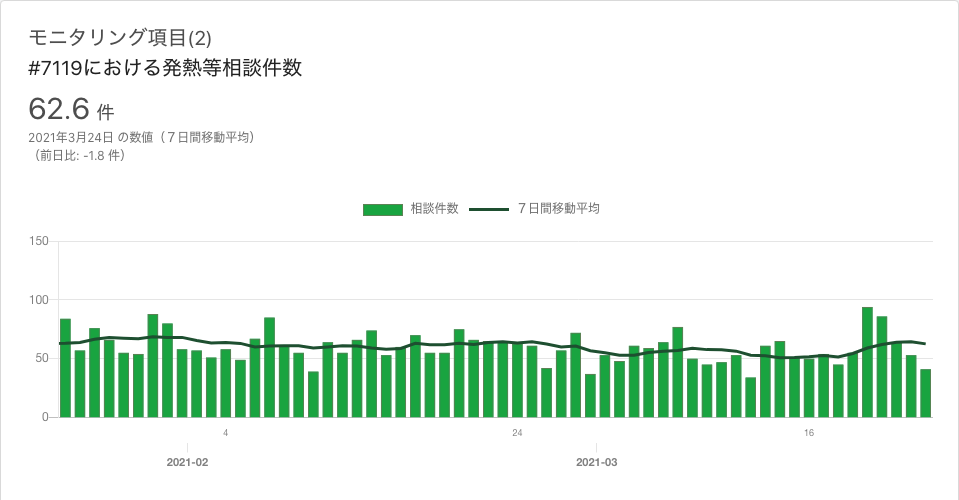 モニタリング項目(2)
#7119における発熱等相談件数
62.6 件
2021年3月24日 の数値（７日間移動平均）
（前日比: -1.8 件）
相談件数 ７日間移動平均
150
100
50
0
4 24 16
2021-02 2021-03